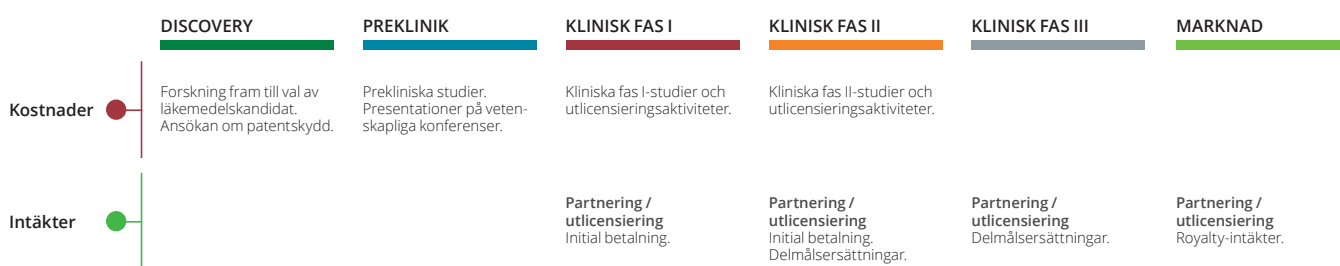 DISCOVERY
PREKLINIK
KLINISK FAS I
KLINISK FAS II
KLINISK FAS III
MARKNAD
Kostnader
Forskning fram till val av
läkemedelskandidat.
Ansökan om patentskydd.
Prekliniska studier.
Presentationer på veten-
skapliga konferenser.
Kliniska fas I-studier och
utlicensieringsaktiviteter.
Kliniska fas II-studier och
utlicensieringsaktiviteter.
Intäkter
Partnering /
utlicensiering
Initial betalning.
Partnering /
utlicensiering
Initial betalning.
Delmålsersättningar.
Partnering /
utlicensiering
Delmålsersättningar.
Partnering /
utlicensiering
Royalty-intäkter.